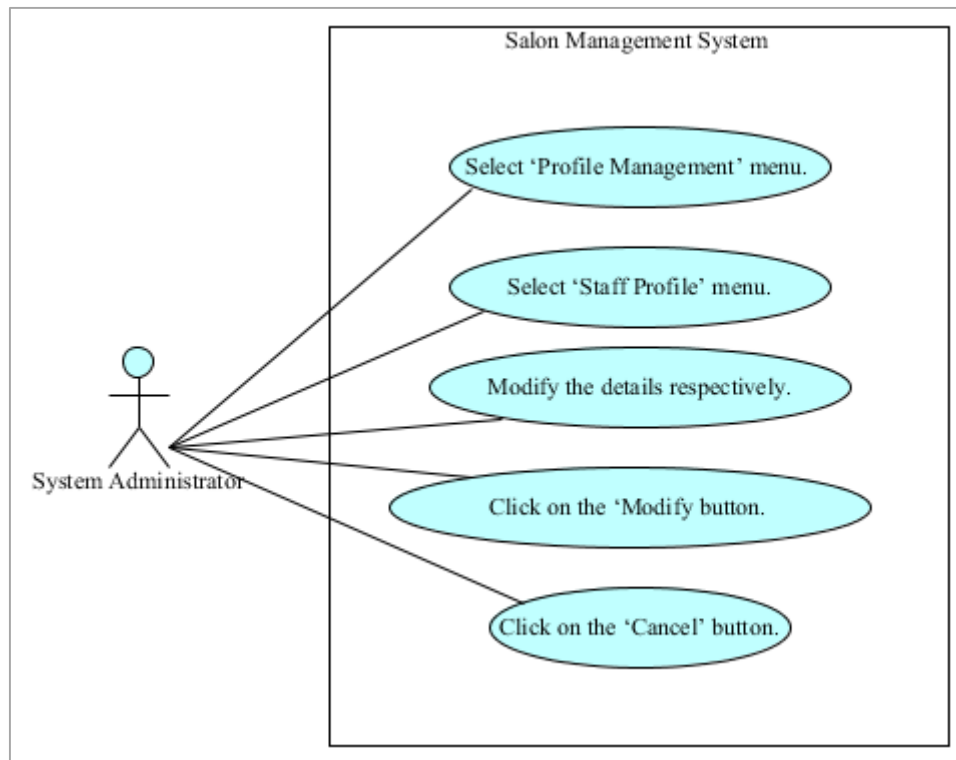 Salon Management System
Select ‘Profile Management’ menu.
Select ‘Staff Profile’ menu.
Modify the details respectively.
System Administrator
Click on the ‘Modify button.
Click on the ‘Cancel’ button.